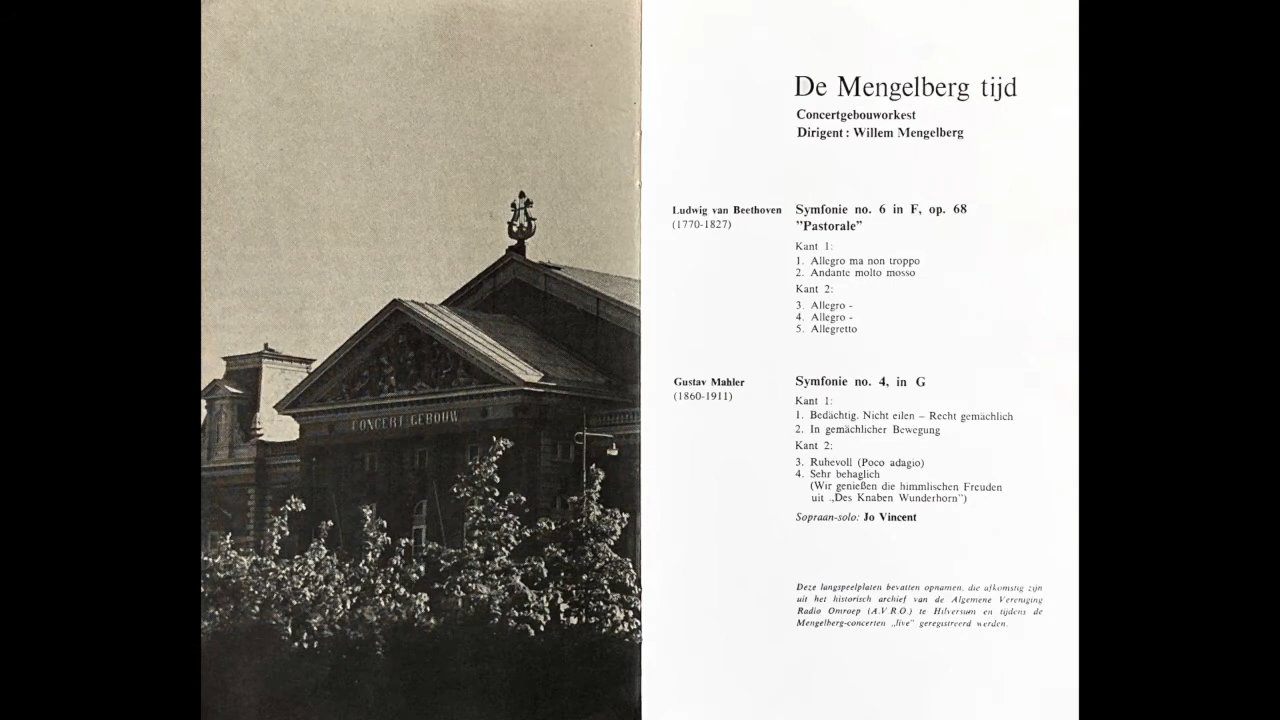 CONCERT GEBOUW
De Mengelberg tijd
Concertgebouworkest
Dirigent : Willem Mengelberg
Ludwig van Beethoven
(1770-1827)
Symfonie no. 6 in F, op. 68
"Pastorale"
Kant 1:
1. Allegro ma non troppo
2. Andante molto mosso
Kant 2:
3. Allegro -
4. Allegro -
5. Allegretto
Gustav Mahler
(1860-1911)
Symfonie no. 4, in G
Kant 1:
1. Bedächtig. Nicht eilen – Recht gemächlich
2. In gemächlicher Bewegung
Kant 2:
3. Ruhevoll (Poco adagio)
4. Sehr behaglich
(Wir genießen die himmlischen Freuden
uit „Des Knaben Wunderhorn")
Sopraan-solo: Jo Vincent
Deze langspeelplaten bevatten opnamen, die afkomstig zijn
uit het historisch archief van de Algemene Vereniging
Radio Omroep (A.V.R.O.) te Hilversum en tijdens de
Mengelberg-concerten „live" geregistreerd werden.